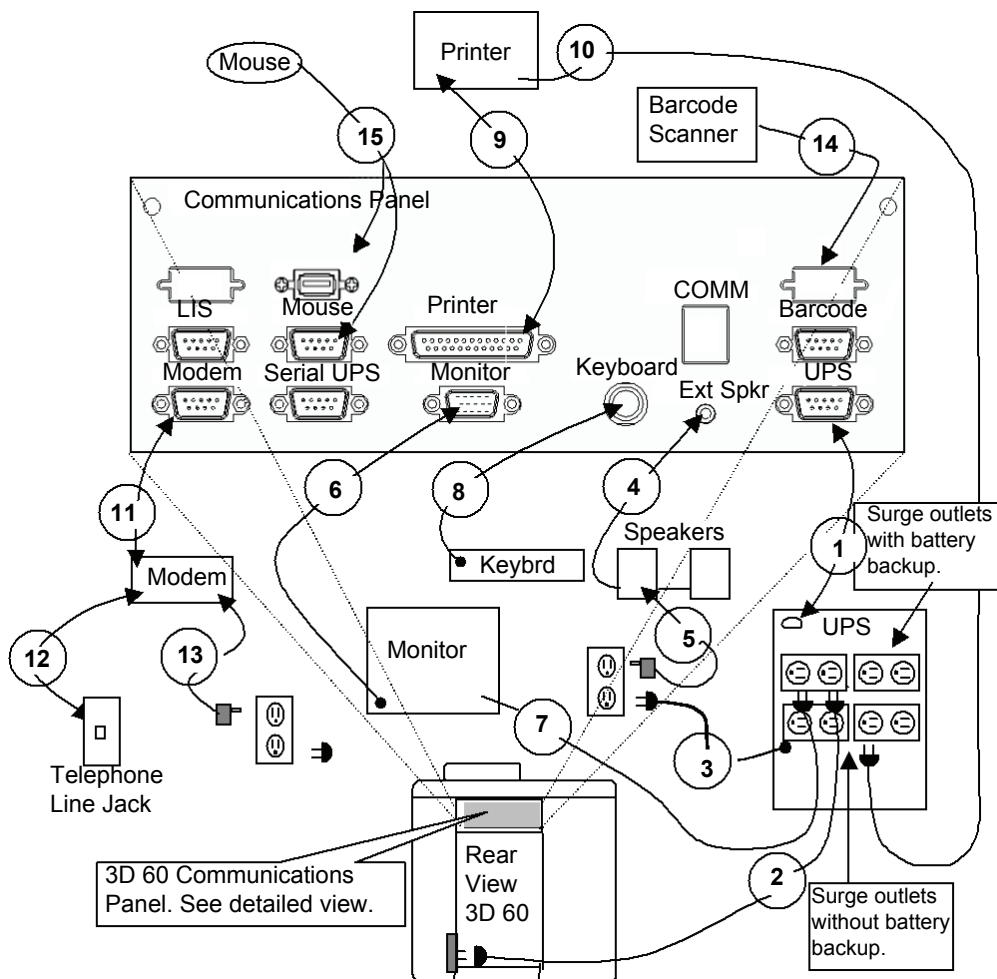 Printer
10
Mouse
15
9
Barcode
Scanner
14
Communications Panel
LIS
Mouse
Printer
COMM
Barcode
Modem
Serial UPS
Monitor
Keyboard
Ext Spkr
UPS
11
6
8
4
1
Surge outlets
with battery
backup.
Modem
Keybrd
Speakers
12
13
Monitor
5
UPS
7
3
Telephone
Line Jack
3D 60 Communications
Panel. See detailed view.
Rear
View
3D 60
2
Surge outlets
without battery
backup.